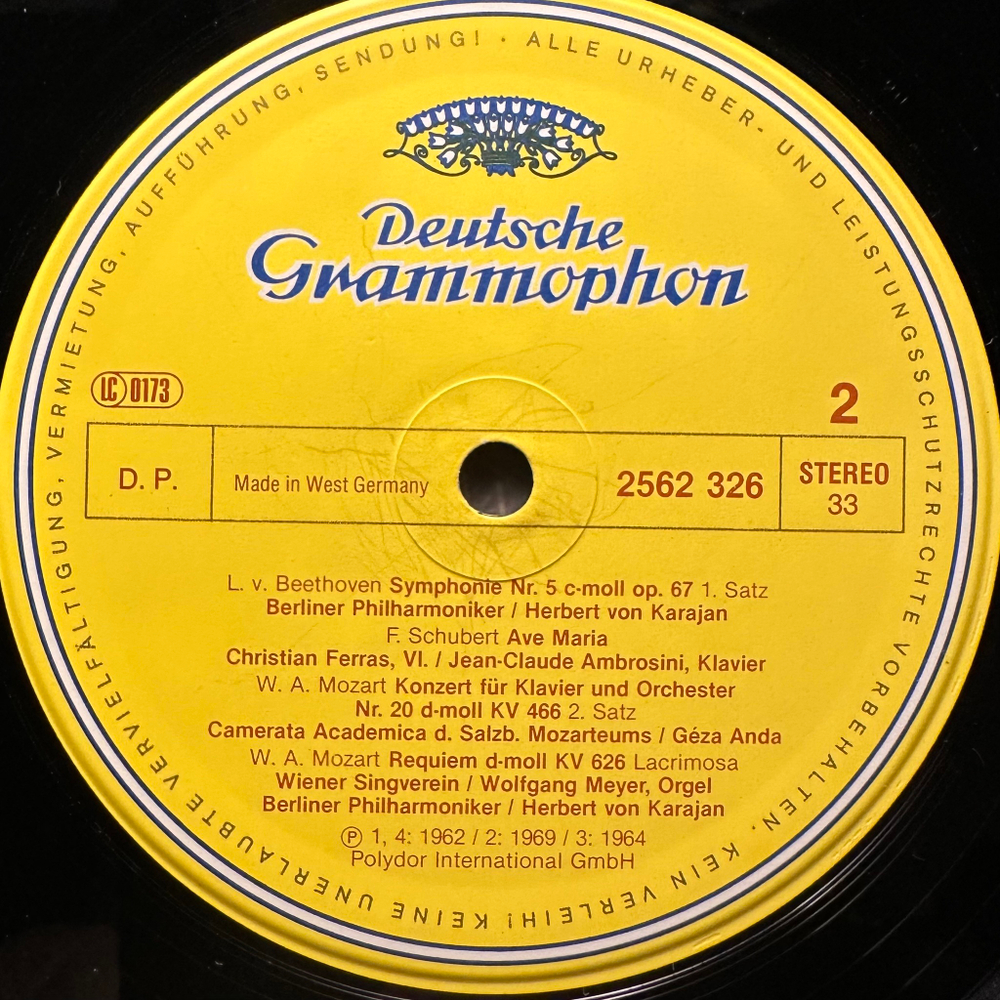 ALLE URHEBER- UND LEISTUNGSSCHUTZRECHTE VORBEHALTEN. KEIN VERLEIH! KEINE UNERLAUBTE VERVIELFÄLTIGUNG, VERMIETUNG, AUFFÜHRUNG, SENDUNG! ·
Deutsche
Grammophon
LC 0173
2
D. P.
Made in West Germany
2562 326
STEREO
33
L. v. Beethoven Symphonie Nr. 5 c-moll op. 67 1. Satz
Berliner Philharmoniker / Herbert von Karajan
F. Schubert Ave Maria
Christian Ferras, VI. / Jean-Claude Ambrosini, Klavier
W. A. Mozart Konzert für Klavier und Orchester
Nr. 20 d-moll KV 466 2. Satz
Camerata Academica d. Salzb. Mozarteums / Géza Anda
W. A. Mozart Requiem d-moll KV 626 Lacrimosa
Wiener Singverein / Wolfgang Meyer, Orgel
Berliner Philharmoniker / Herbert von Karajan
Ⓟ 1, 4: 1962 / 2: 1969 / 3: 1964
Polydor International GmbH